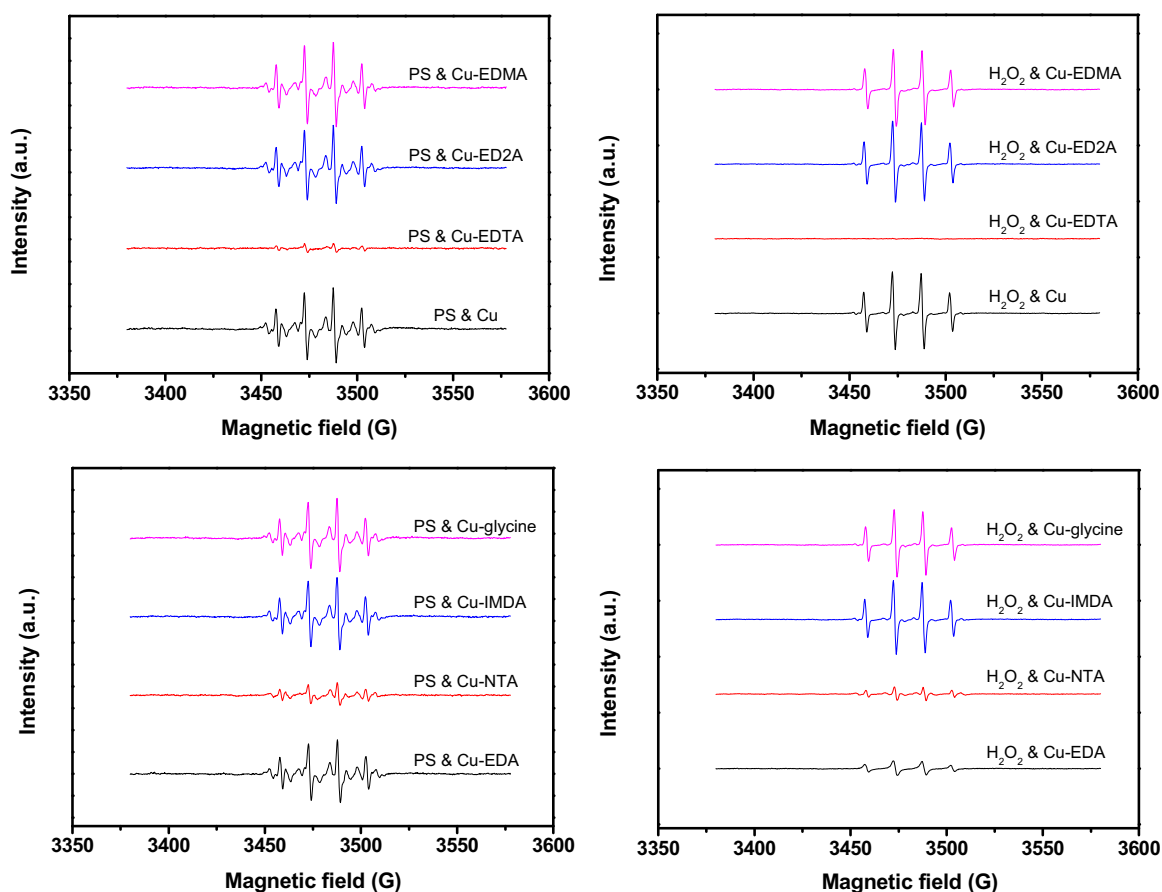 PS & Cu-EDMA
PS & Cu-ED2A
PS & Cu-EDTA
PS & Cu
Intensity (a.u.)
3350 3400 3450 3500 3550 3600
Magnetic field (G)
H₂O₂ & Cu-EDMA
H₂O₂ & Cu-ED2A
H₂O₂ & Cu-EDTA
H₂O₂ & Cu
Intensity (a.u.)
3350 3400 3450 3500 3550 3600
Magnetic field (G)
PS & Cu-glycine
PS & Cu-IMDA
PS & Cu-NTA
PS & Cu-EDA
Intensity (a.u.)
3350 3400 3450 3500 3550 3600
Magnetic field (G)
H₂O₂ & Cu-glycine
H₂O₂ & Cu-IMDA
H₂O₂ & Cu-NTA
H₂O₂ & Cu-EDA
Intensity (a.u.)
3350 3400 3450 3500 3550 3600
Magnetic field (G)